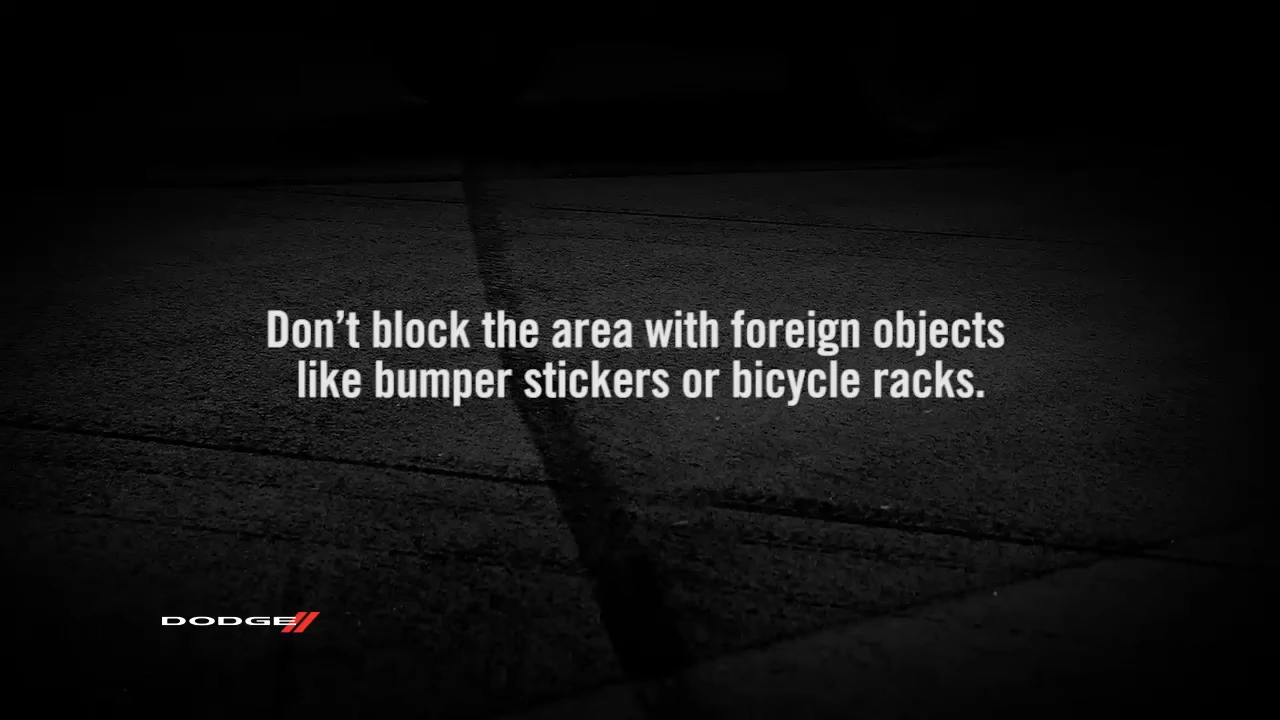 Don’t block the area with foreign objects
like bumper stickers or bicycle racks.
DODGE